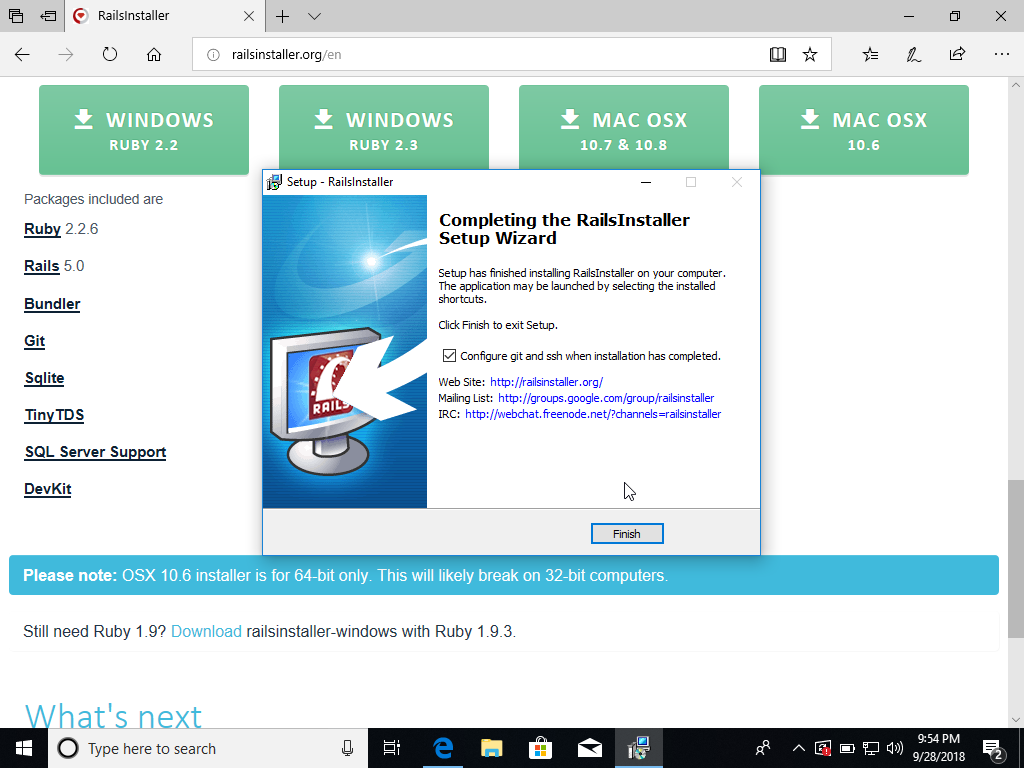 RailsInstaller
railsinstaller.org/en
WINDOWS
RUBY 2.2
WINDOWS
RUBY 2.3
MAC OSX
10.7 & 10.8
MAC OSX
10.6
Packages included are
Ruby 2.2.6
Rails 5.0
Bundler
Git
Sqlite
TinyTDS
SQL Server Support
DevKit
Setup - RailsInstaller
RAILS
Completing the RailsInstaller
Setup Wizard
Setup has finished installing RailsInstaller on your computer.
The application may be launched by selecting the installed
shortcuts.
Click Finish to exit Setup.
Configure git and ssh when installation has completed.
Web Site: http://railsinstaller.org/
Mailing List: http://groups.google.com/group/railsinstaller
IRC: http://webchat.freenode.net/?channels=railsinstaller
Finish
Please note: OSX 10.6 installer is for 64-bit only. This will likely break on 32-bit computers.
Still need Ruby 1.9? Download railsinstaller-windows with Ruby 1.9.3.
What's next
Type here to search
9:54 PM
9/28/2018
2